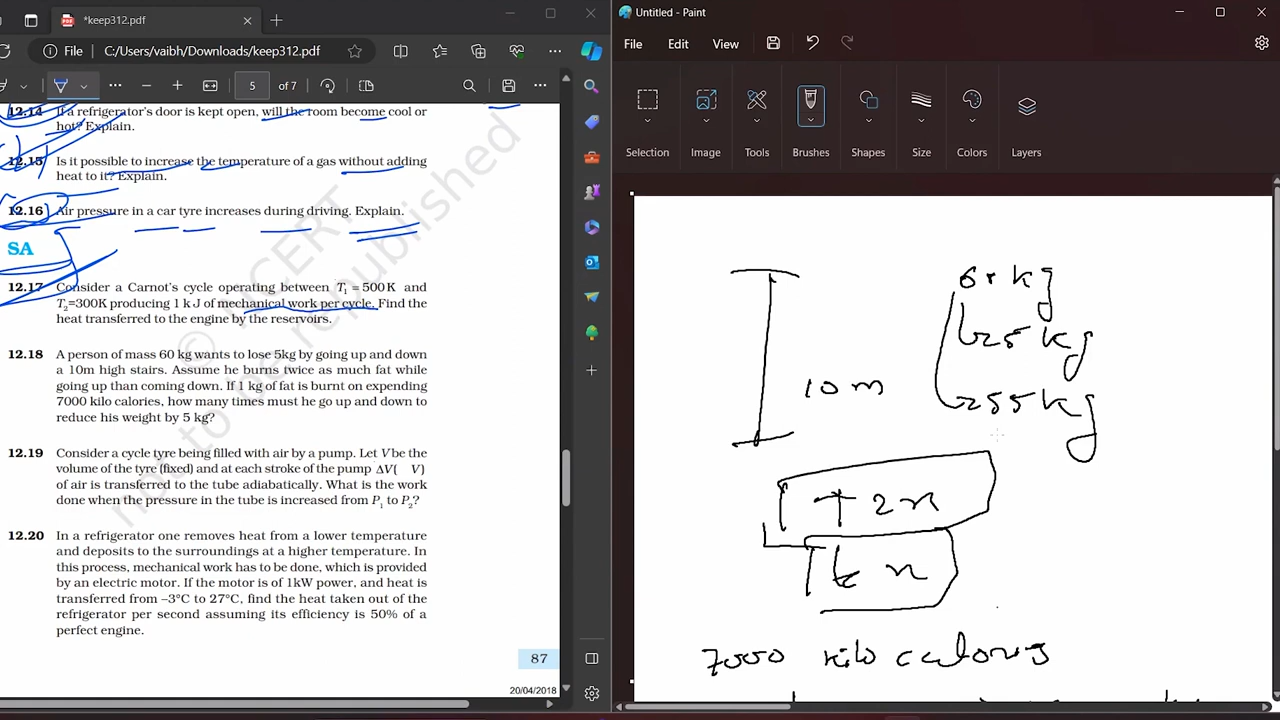 *keep312.pdf
File C:/Users/vaibh/Downloads/keep312.pdf
5 of 7
12.14 If a refrigerator's door is kept open, will the room become cool or
hot? Explain.
12.15 Is it possible to increase the temperature of a gas without adding
heat to it? Explain.
12.16 Air pressure in a car tyre increases during driving. Explain.
SA
12.17 Consider a Carnot's cycle operating between T1 = 500K and
T2=300K producing 1 k J of mechanical work per cycle. Find the
heat transferred to the engine by the reservoirs.
12.18 A person of mass 60 kg wants to lose 5kg by going up and down
a 10m high stairs. Assume he burns twice as much fat while
going up than coming down. If 1 kg of fat is burnt on expending
7000 kilo calories, how many times must he go up and down to
reduce his weight by 5 kg?
12.19 Consider a cycle tyre being filled with air by a pump. Let V be the
volume of the tyre (fixed) and at each stroke of the pump ΔV( V)
of air is transferred to the tube adiabatically. What is the work
done when the pressure in the tube is increased from P1 to P2?
12.20 In a refrigerator one removes heat from a lower temperature
and deposits to the surroundings at a higher temperature. In
this process, mechanical work has to be done, which is provided
by an electric motor. If the motor is of 1kW power, and heat is
transferred from –3°C to 27°C, find the heat taken out of the
refrigerator per second assuming its efficiency is 50% of a
perfect engine.
87
20/04/2018
© NCERT
not to be republished
Untitled - Paint
File Edit View
Selection Image Tools Brushes Shapes Size Colors Layers
10 m
kg
25 kg
255 kg
2x
x
7000 kilo calories